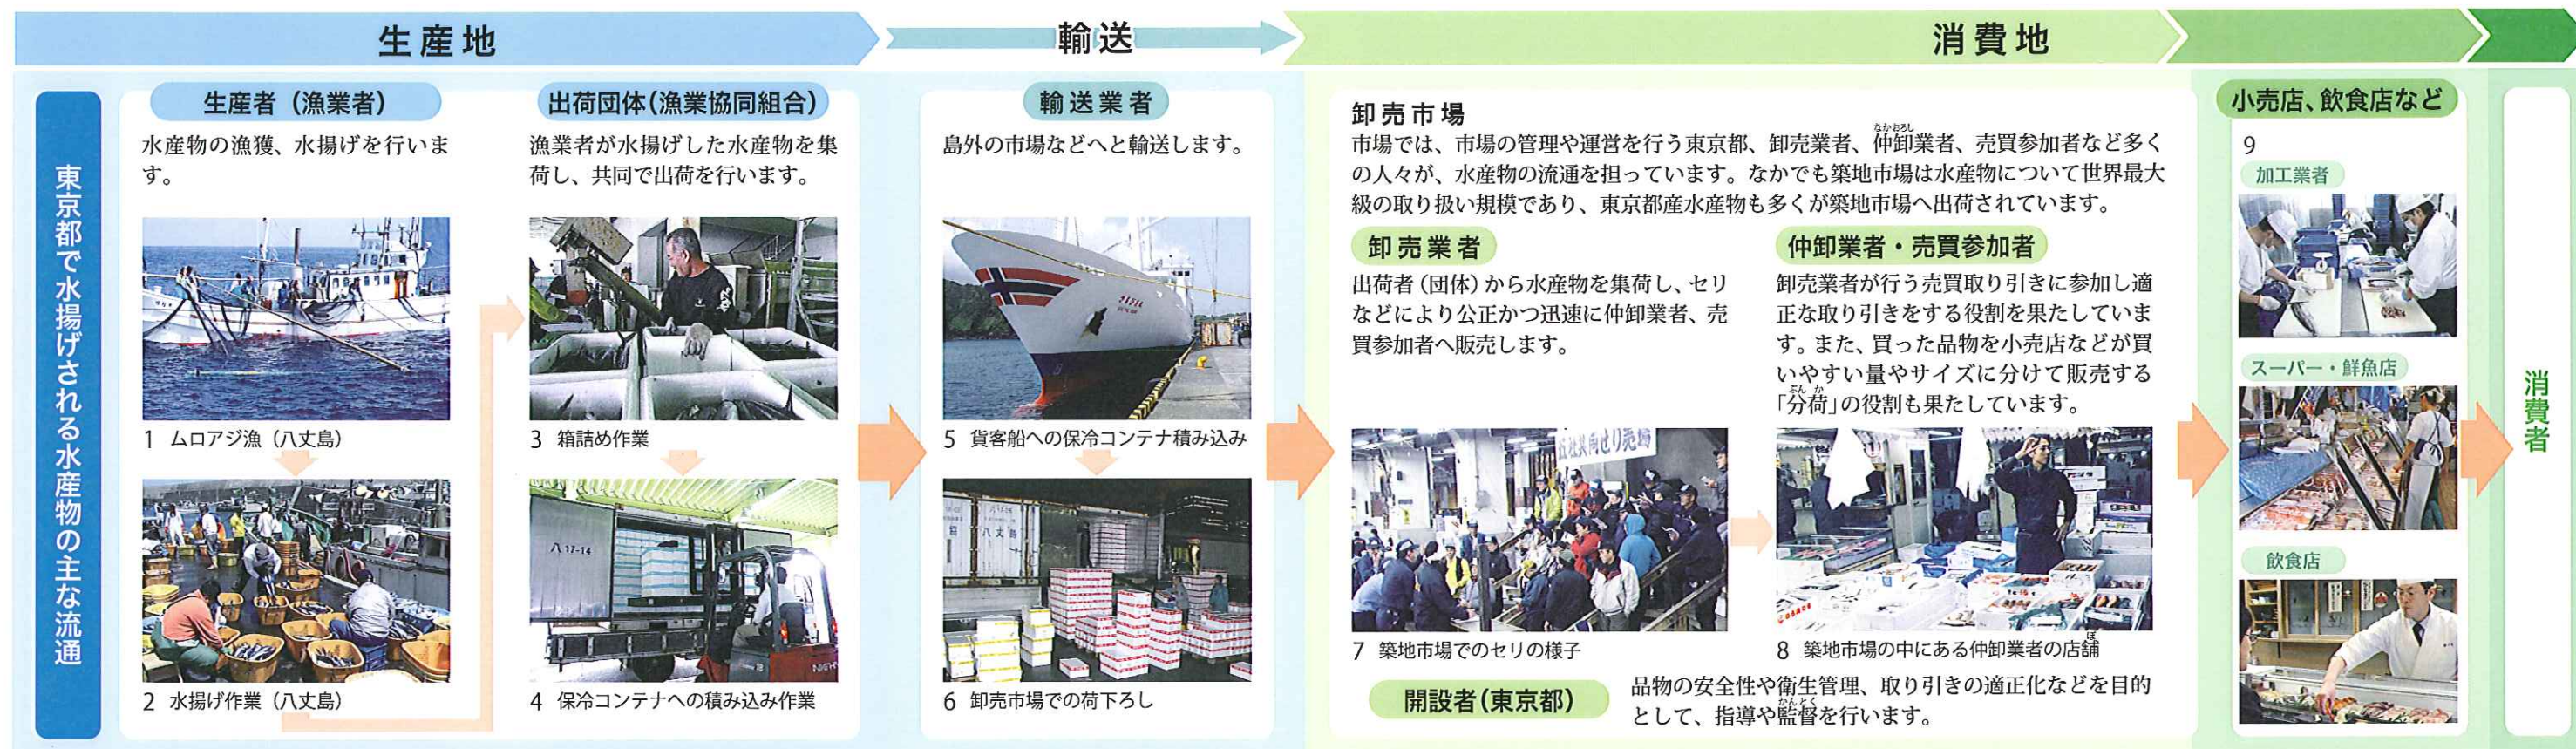 生産地
輸送
消費地
東京都で水揚げされる水産物の主な流通
生産者（漁業者）
水産物の漁獲、水揚げを行いま
す。
1 ムロアジ漁（八丈島）
2 水揚げ作業（八丈島）
出荷団体(漁業協同組合)
漁業者が水揚げした水産物を集
荷し、共同で出荷を行います。
3 箱詰め作業
八 17-14
4 保冷コンテナへの積み込み作業
輸送業者
島外の市場などへと輸送します。
5 貨客船への保冷コンテナ積み込み
八丈島
6 卸売市場での荷下ろし
卸売市場
市場では、市場の管理や運営を行う東京都、卸売業者、仲卸業者、売買参加者など多く
なかおろし
の人々が、水産物の流通を担っています。なかでも築地市場は水産物について世界最大
級の取り扱い規模であり、東京都産水産物も多くが築地市場へ出荷されています。
卸売業者
出荷者（団体）から水産物を集荷し、セリ
などにより公正かつ迅速に仲卸業者、売
買参加者へ販売します。
せり売場
7 築地市場でのセリの様子
仲卸業者・売買参加者
卸売業者が行う売買取り引きに参加し適
正な取り引きをする役割を果たしていま
す。また、買った品物を小売店などが買
いやすい量やサイズに分けて販売する
「分荷」の役割も果たしています。
ぶんか
8 築地市場の中にある仲卸業者の店舗
ぽ
開設者(東京都)
品物の安全性や衛生管理、取り引きの適正化などを目的
として、指導や監督を行います。
かんとく
小売店、飲食店など
9
加工業者
スーパー・鮮魚店
飲食店
消費者